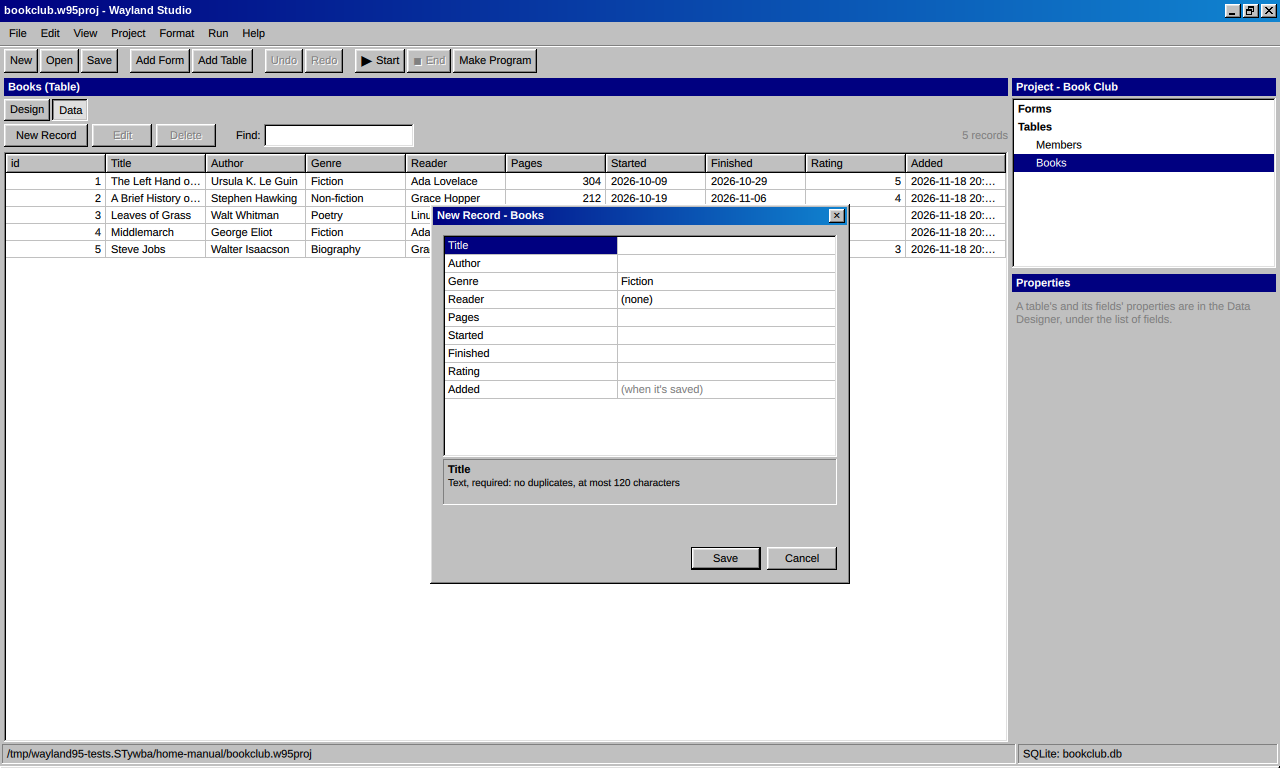 bookclub.w95proj - Wayland Studio
File Edit View Project Format Run Help
New Open Save Add Form Add Table Undo Redo Start End Make Program
Books (Table)
Design Data
New Record Edit Delete Find: 5 records
id Title Author Genre Reader Pages Started Finished Rating Added
1 The Left Hand o... Ursula K. Le Guin Fiction Ada Lovelace 304 2026-10-09 2026-10-29 5 2026-11-18 20:...
2 A Brief History o... Stephen Hawking Non-fiction Grace Hopper 212 2026-10-19 2026-11-06 4 2026-11-18 20:...
3 Leaves of Grass Walt Whitman Poetry Linu 2026-11-18 20:...
4 Middlemarch George Eliot Fiction Ada 2026-11-18 20:...
5 Steve Jobs Walter Isaacson Biography Gra 3 2026-11-18 20:...
New Record - Books
Title
Author
Genre Fiction
Reader (none)
Pages
Started
Finished
Rating
Added (when it's saved)
Title
Text, required: no duplicates, at most 120 characters
Save Cancel
Project - Book Club
Forms
Tables
Members
Books
Properties
A table's and its fields' properties are in the Data
Designer, under the list of fields.
/tmp/wayland95-tests.STywba/home-manual/bookclub.w95proj
SQLite: bookclub.db